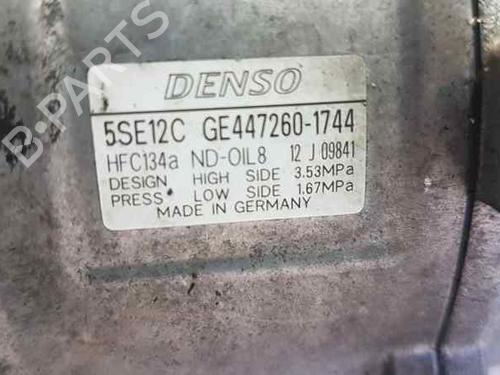 B-PARTS
DENSO
5SE12C GE447260-1744
HFC134a ND-OIL8 12 J 09841
DESIGN HIGH SIDE 3.53MPa
PRESS LOW SIDE 1.67MPa
MADE IN GERMANY